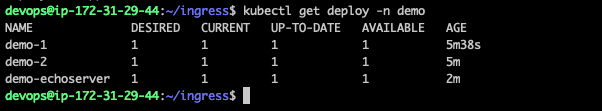 devops@ip-172-31-29-44:~/ingress$ kubectl get deploy -n demo
NAME DESIRED CURRENT UP-TO-DATE AVAILABLE AGE
demo-1 1 1 1 1 5m38s
demo-2 1 1 1 1 5m
demo-echoserver 1 1 1 1 2m
devops@ip-172-31-29-44:~/ingress$